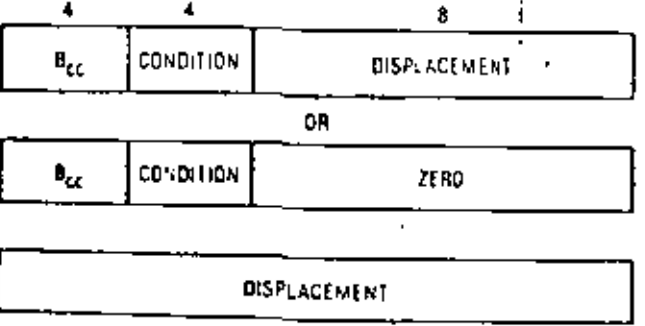 4 4 8
Bcc CONDITION DISPLACEMENT
OR
Bcc CONDITION ZERO
DISPLACEMENT